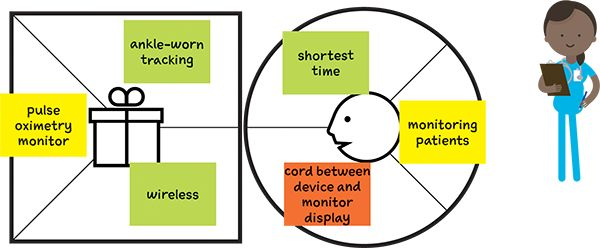 ankle-worn
tracking
pulse
oximetry
monitor
wireless
shortest
time
monitoring
patients
cord between
device and
monitor
display